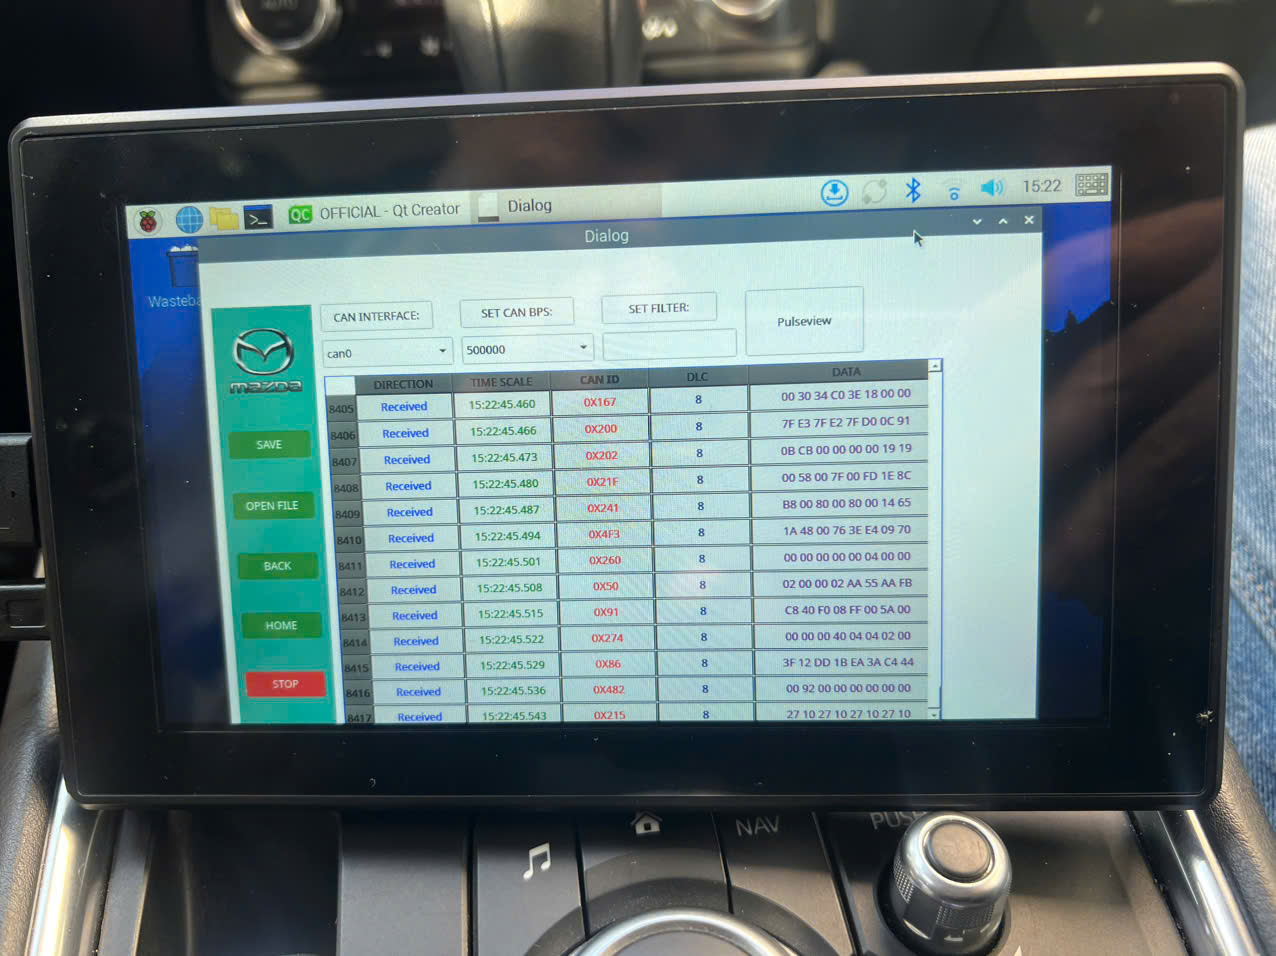 AUTO
QC OFFICIAL - Qt Creator
Dialog
15:22
Dialog
Wasteba
mazda
SAVE
OPEN FILE
BACK
HOME
STOP
CAN INTERFACE:
SET CAN BPS:
SET FILTER:
Pulseview
can0
500000
DIRECTION TIME SCALE CAN ID DLC DATA
8405 Received 15:22:45.460 0X167 8 00 30 34 C0 3E 18 00 00
8406 Received 15:22:45.466 0X200 8 7F E3 7F E2 7F D0 0C 91
8407 Received 15:22:45.473 0X202 8 0B CB 00 00 00 00 19 19
8408 Received 15:22:45.480 0X21F 8 00 58 00 7F 00 FD 1E 8C
8409 Received 15:22:45.487 0X241 8 B8 00 80 00 80 00 14 65
8410 Received 15:22:45.494 0X4F3 8 1A 48 00 76 3E E4 09 70
8411 Received 15:22:45.501 0X260 8 00 00 00 00 00 04 00 00
8412 Received 15:22:45.508 0X50 8 02 00 00 02 AA 55 AA FB
8413 Received 15:22:45.515 0X91 8 C8 40 F0 08 FF 00 5A 00
8414 Received 15:22:45.522 0X274 8 00 00 00 40 04 04 02 00
8415 Received 15:22:45.529 0X86 8 3F 12 DD 1B EA 3A C4 44
8416 Received 15:22:45.536 0X482 8 00 92 00 00 00 00 00 00
8417 Received 15:22:45.543 0X215 8 27 10 27 10 27 10 27 10
NAV
PUSH